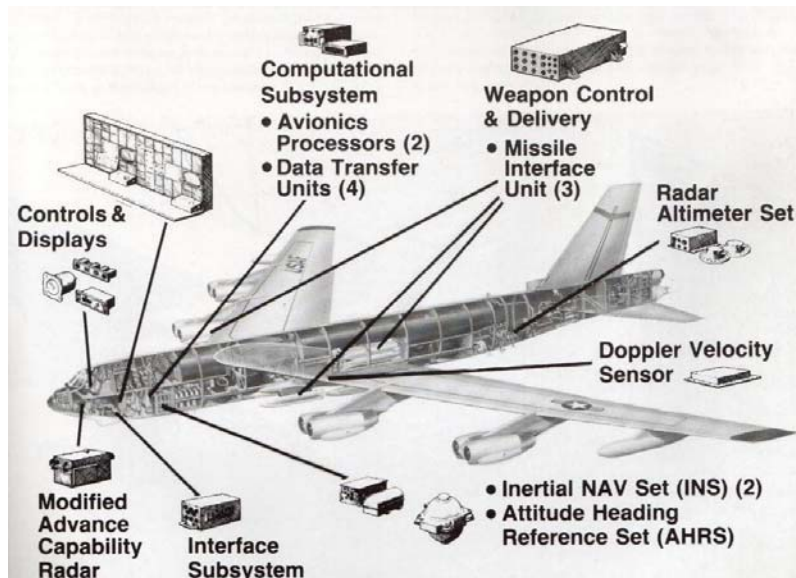 Computational
Subsystem
• Avionics
Processors (2)
• Data Transfer
Units (4)
Weapon Control
& Delivery
• Missile
Interface
Unit (3)
Controls &
Displays
Radar
Altimeter Set
Doppler Velocity
Sensor
Modified
Advance
Capability
Radar
Interface
Subsystem
• Inertial NAV Set (INS) (2)
• Attitude Heading
Reference Set (AHRS)